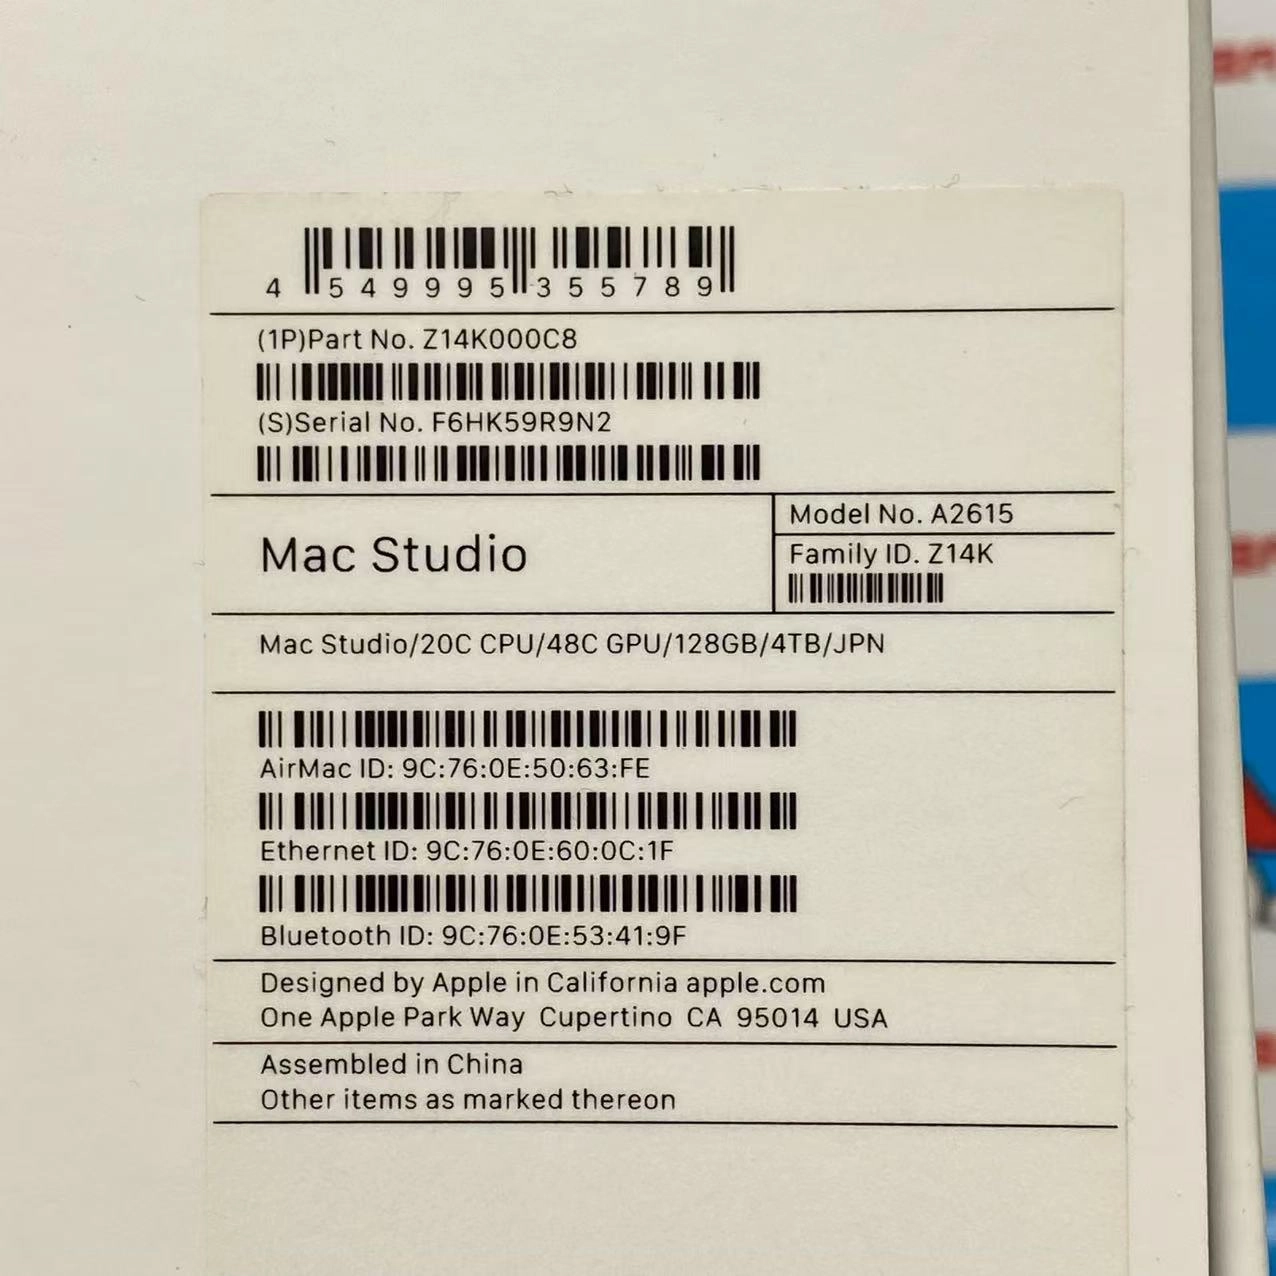 4 549995 355789
(1P)Part No. Z14K000C8
(S)Serial No. F6HK59R9N2
Mac Studio
Model No. A2615
Family ID. Z14K
Mac Studio/20C CPU/48C GPU/128GB/4TB/JPN
AirMac ID: 9C:76:0E:50:63:FE
Ethernet ID: 9C:76:0E:60:0C:1F
Bluetooth ID: 9C:76:0E:53:41:9F
Designed by Apple in California apple.com
One Apple Park Way Cupertino CA 95014 USA
Assembled in China
Other items as marked thereon